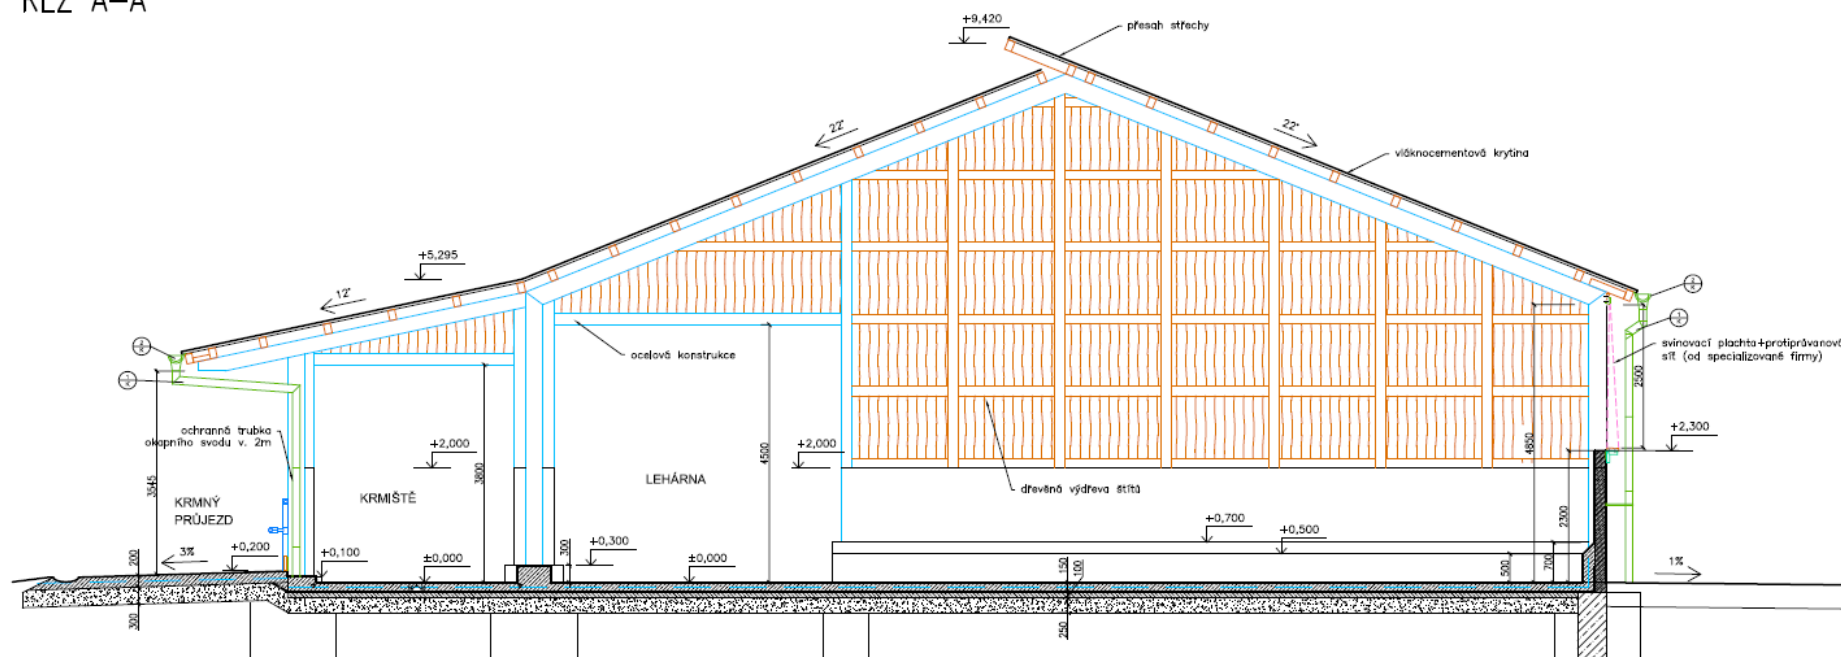 ŘEZ A–A
+9,420
přesah střechy
22°
22°
vláknocementová krytina
+5,295
12°
ocelová konstrukce
svinovací plachta+protiprůvanová
síť (od specializované firmy)
2500
+2,300
ochranná trubka
okapního svodu v. 2m
+2,000
3800
4500
+2,000
4850
3545
KRMNÝ
PRŮJEZD
KRMIŠTĚ
LEHÁRNA
dřevěná výdřeva štítů
2300
+0,700
+0,500
200
3%
+0,200
+0,100
±0,000
300
+0,300
±0,000
150
100
500
700
1%
300
250